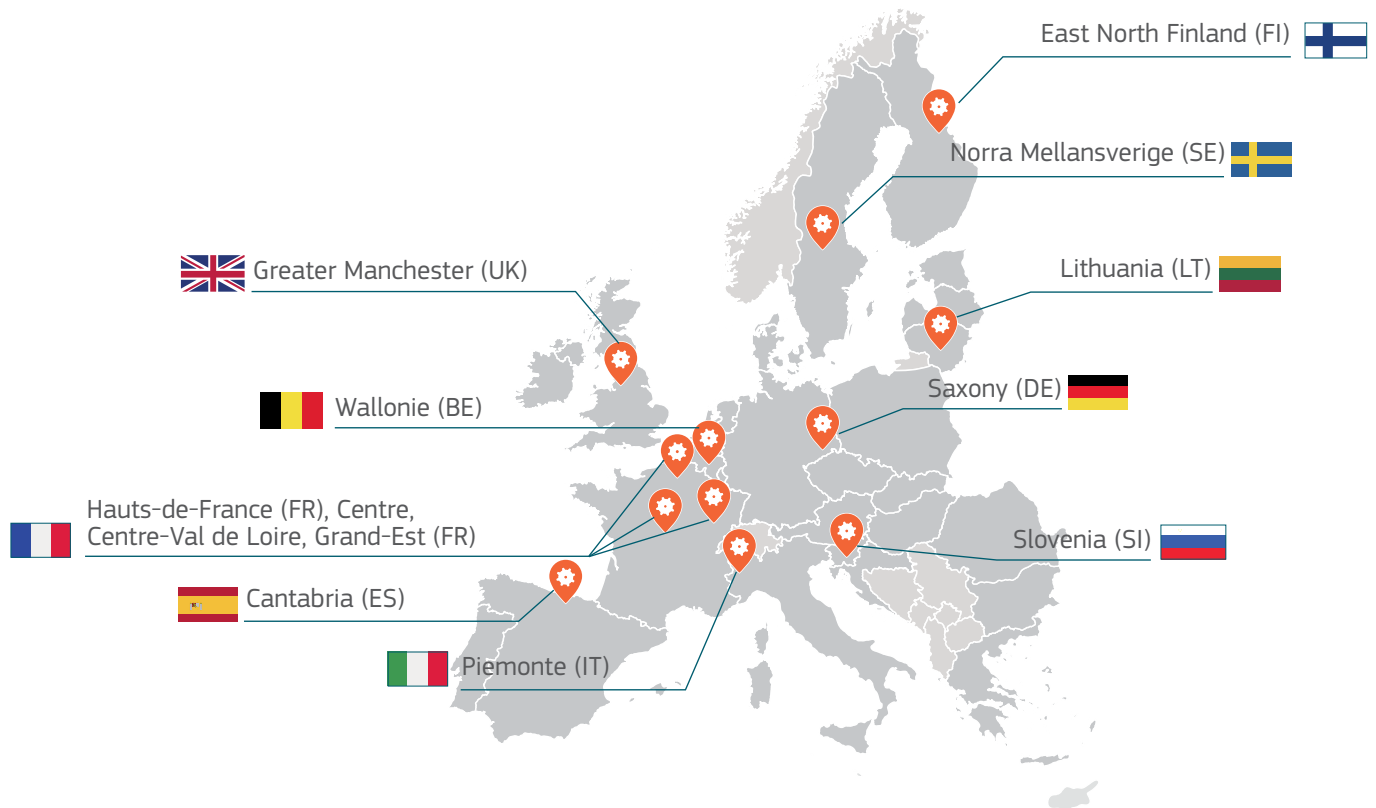 East North Finland (FI)
Norra Mellansverige (SE)
Greater Manchester (UK)
Lithuania (LT)
Saxony (DE)
Wallonie (BE)
Hauts-de-France (FR), Centre,
Centre-Val de Loire, Grand-Est (FR)
Slovenia (SI)
Cantabria (ES)
Piemonte (IT)